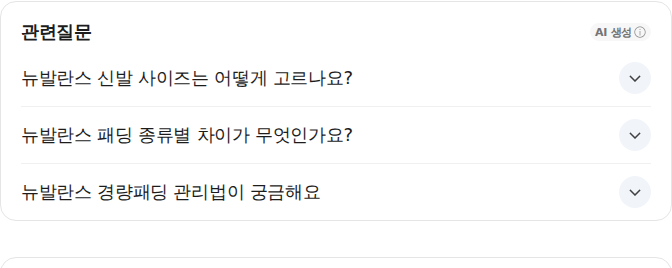 관련질문
AI 생성
뉴발란스 신발 사이즈는 어떻게 고르나요?
뉴발란스 패딩 종류별 차이가 무엇인가요?
뉴발란스 경량패딩 관리법이 궁금해요